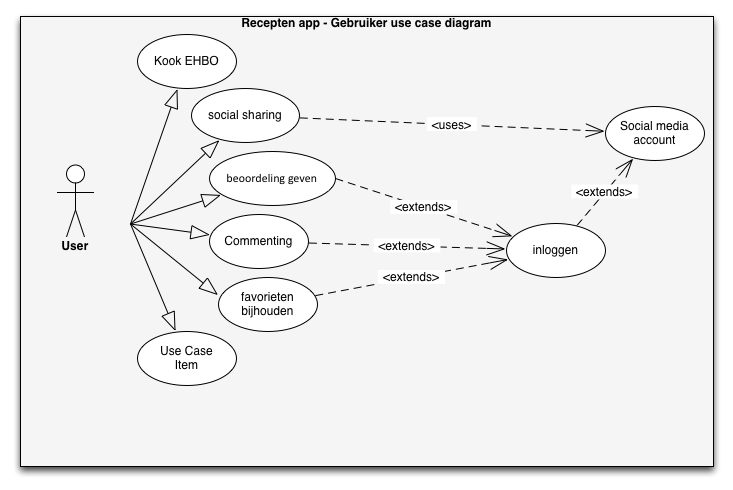 Recepten app - Gebruiker use case diagram
Kook EHBO
social sharing
<uses>
Social media
account
beoordeling geven
<extends>
<extends>
User
Commenting
<extends>
inloggen
<extends>
favorieten
bijhouden
Use Case
Item